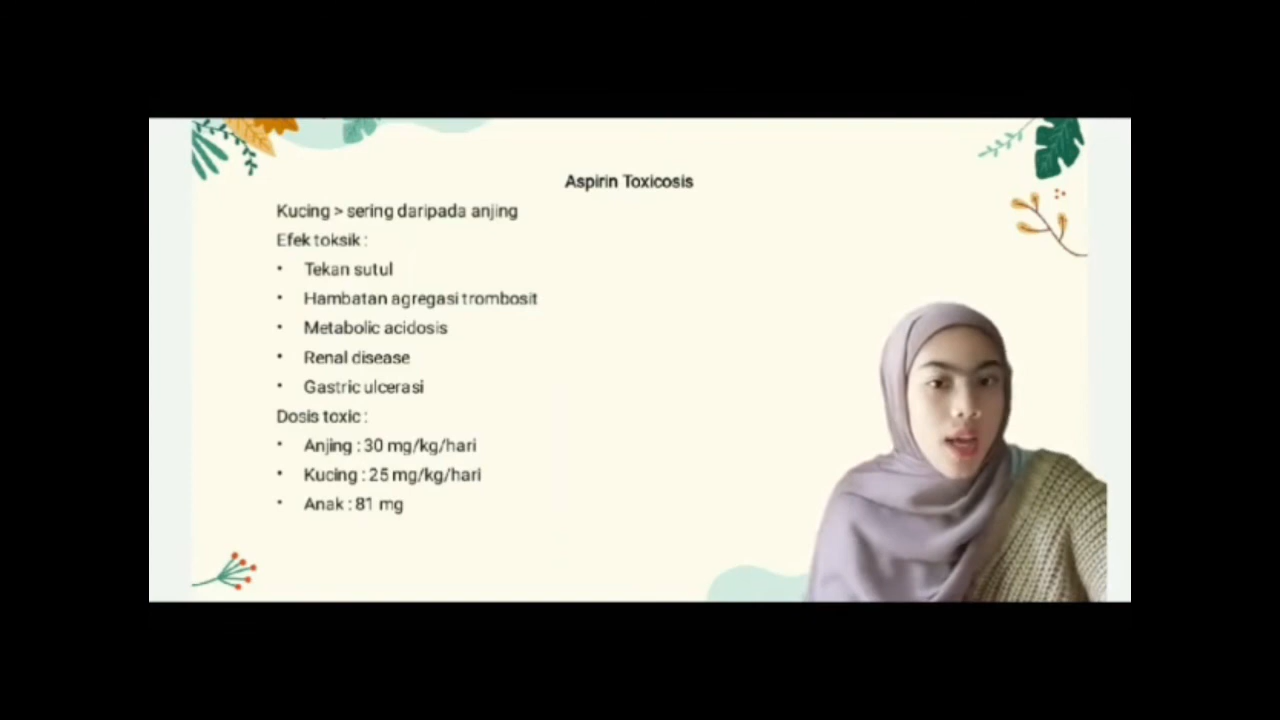 Aspirin Toxicosis
Kucing > sering daripada anjing
Efek toksik :
• Tekan sutul
• Hambatan agregasi trombosit
• Metabolic acidosis
• Renal disease
• Gastric ulcerasi
Dosis toxic :
• Anjing : 30 mg/kg/hari
• Kucing : 25 mg/kg/hari
• Anak : 81 mg